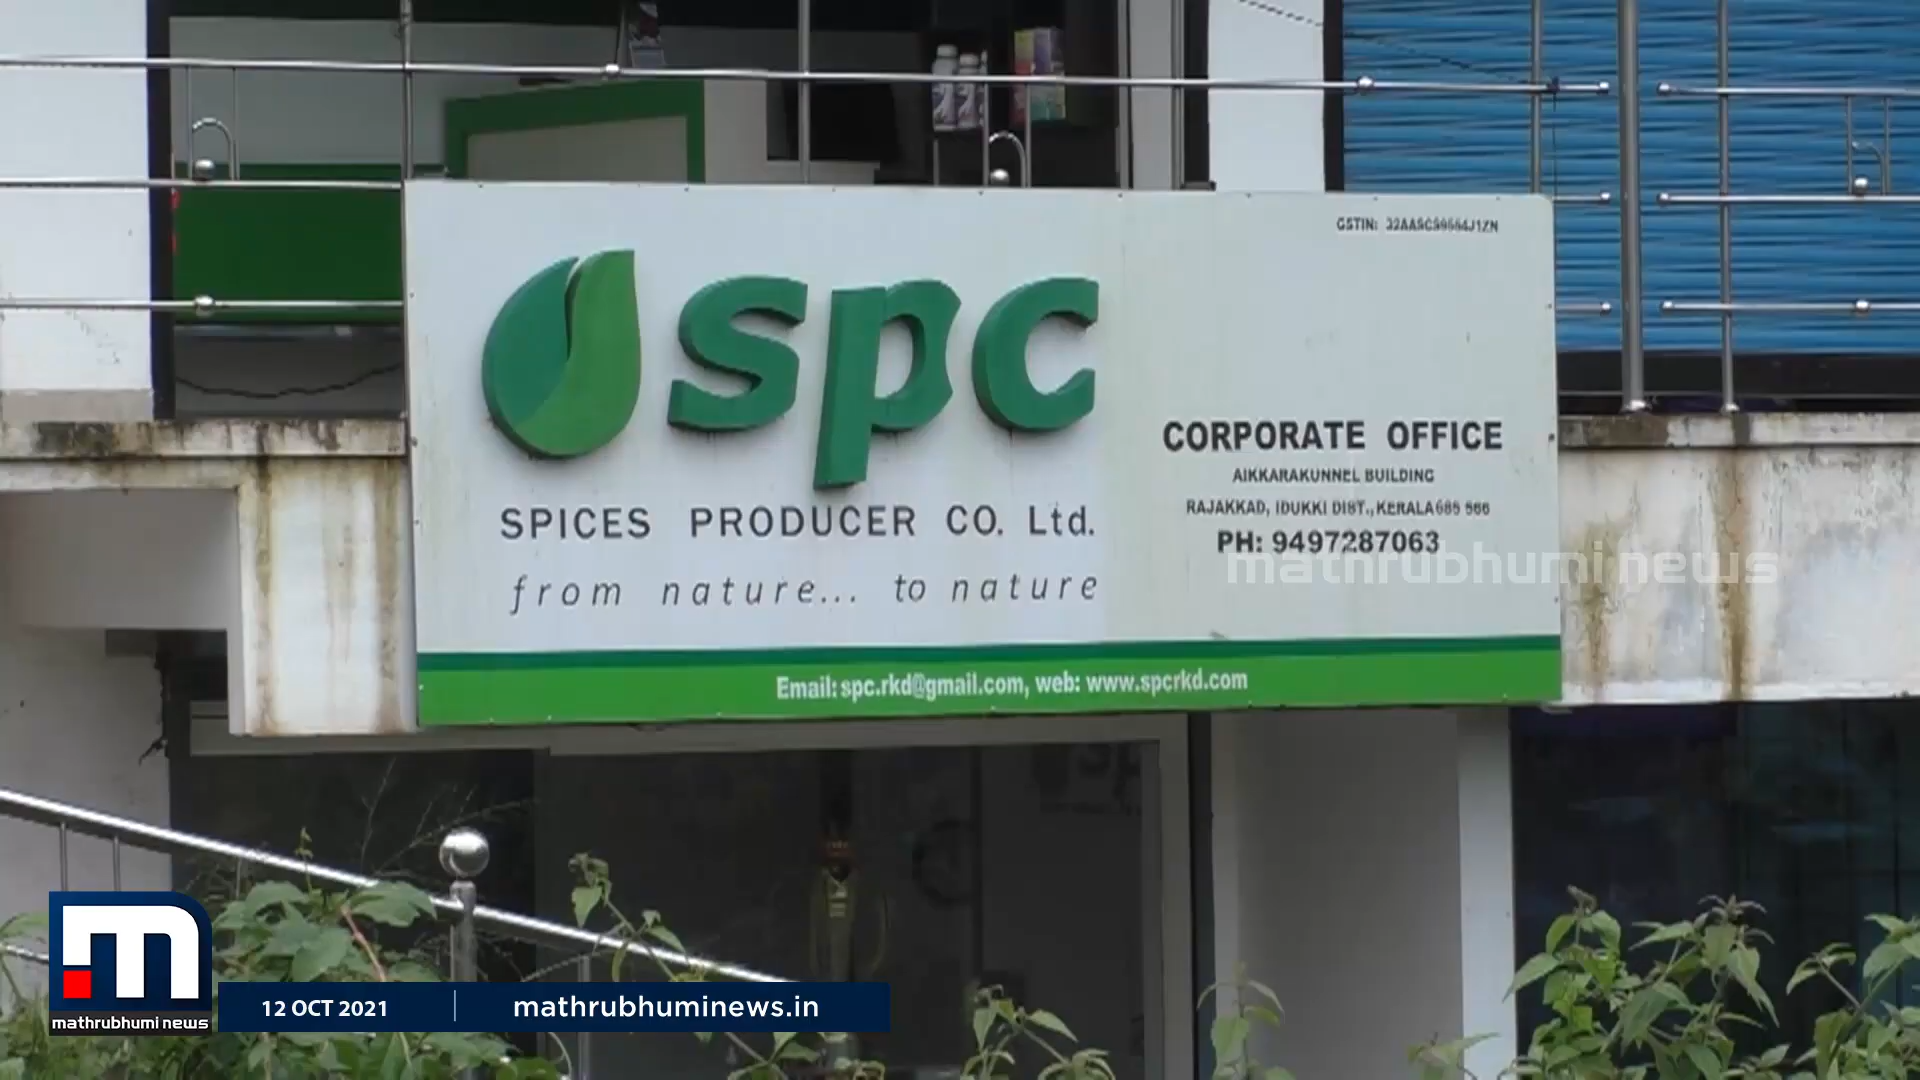 spc
SPICES PRODUCER CO. Ltd.
from nature... to nature
CORPORATE OFFICE
AIKKARAKUNNEL BUILDING
RAJAKKAD, IDUKKI DIST., KERALA 685 566
PH: 9497287063
GSTIN:
Email: spc.rkd@gmail.com, web: www.spcrkd.com
mathrubhumi news
mathrubhumi news
12 OCT 2021
mathrubhuminews.in